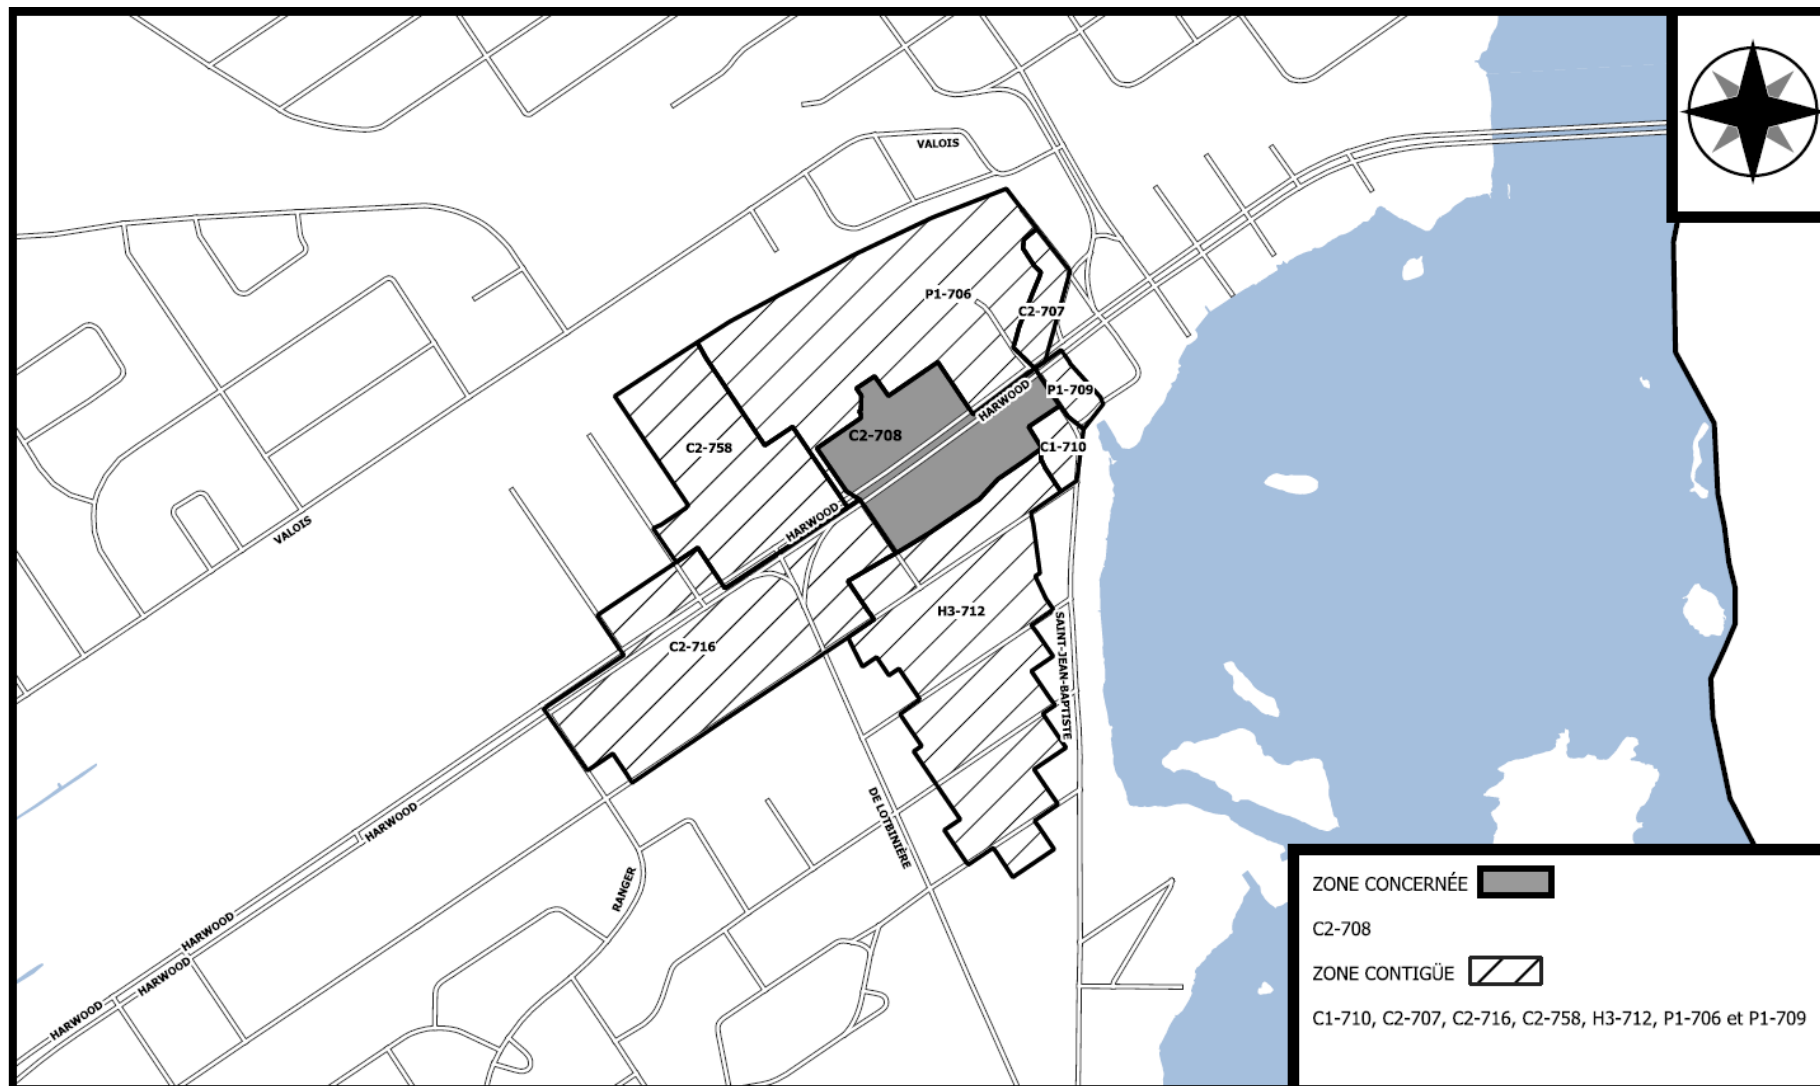 VALOIS
P1-706
C2-707
HARWOOD
P1-709
C2-708
C1-710
C2-758
HARWOOD
VALOIS
H3-712
C2-716
SAINT-JEAN-BAPTISTE
HARWOOD
DE LOTBINIÈRE
RANGER
HARWOOD
HARWOOD
HARWOOD
ZONE CONCERNÉE
C2-708
ZONE CONTIGÜE
C1-710, C2-707, C2-716, C2-758, H3-712, P1-706 et P1-709